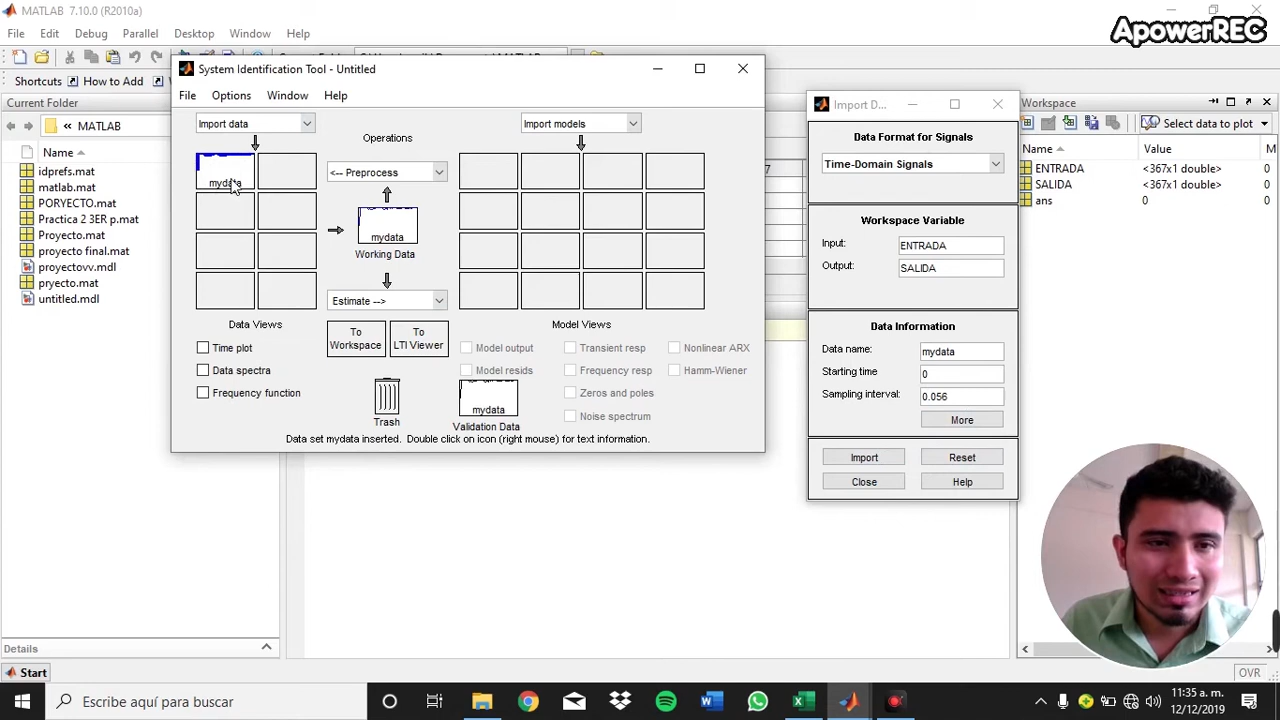 MATLAB 7.10.0 (R2010a)
ApowerREC
File Edit Debug Parallel Desktop Window Help
Shortcuts How to Add
Current Folder
« MATLAB
Name
idprefs.mat
matlab.mat
PORYECTO.mat
Practica 2 3ER p.mat
Proyecto.mat
proyecto final.mat
proyectovv.mdl
pryecto.mat
untitled.mdl
Details
Start
System Identification Tool - Untitled
File Options Window Help
Import data
Operations
Import models
mydata
<-- Preprocess
mydata
Working Data
Estimate -->
Data Views
Time plot
Data spectra
Frequency function
To
Workspace
To
LTI Viewer
Trash
Model Views
Model output
Transient resp
Nonlinear ARX
Model resids
Frequency resp
Hamm-Wiener
Zeros and poles
Noise spectrum
mydata
Validation Data
Data set mydata inserted. Double click on icon (right mouse) for text information.
7
Import D...
Data Format for Signals
Time-Domain Signals
Workspace Variable
Input: ENTRADA
Output: SALIDA
Data Information
Data name: mydata
Starting time 0
Sampling interval: 0.056
More
Import Reset
Close Help
Workspace
Select data to plot
Name Value
ENTRADA <367x1 double>
SALIDA <367x1 double>
ans 0
OVR
Escribe aquí para buscar
11:35 a. m.
12/12/2019